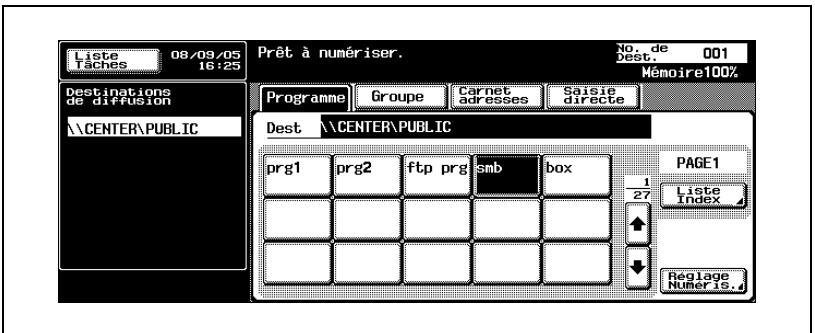 Liste
Tâches
08/09/05
16:25
Prêt à numériser.
No. de
Dest.
001
Mémoire100%
Destinations
de diffusion
\\CENTER\PUBLIC
Programme
Groupe
Carnet
adresses
Saisie
directe
Dest \\CENTER\PUBLIC
prg1 prg2 ftp prg smb box
1
27
PAGE1
Liste
Index
Réglage
Numéris.